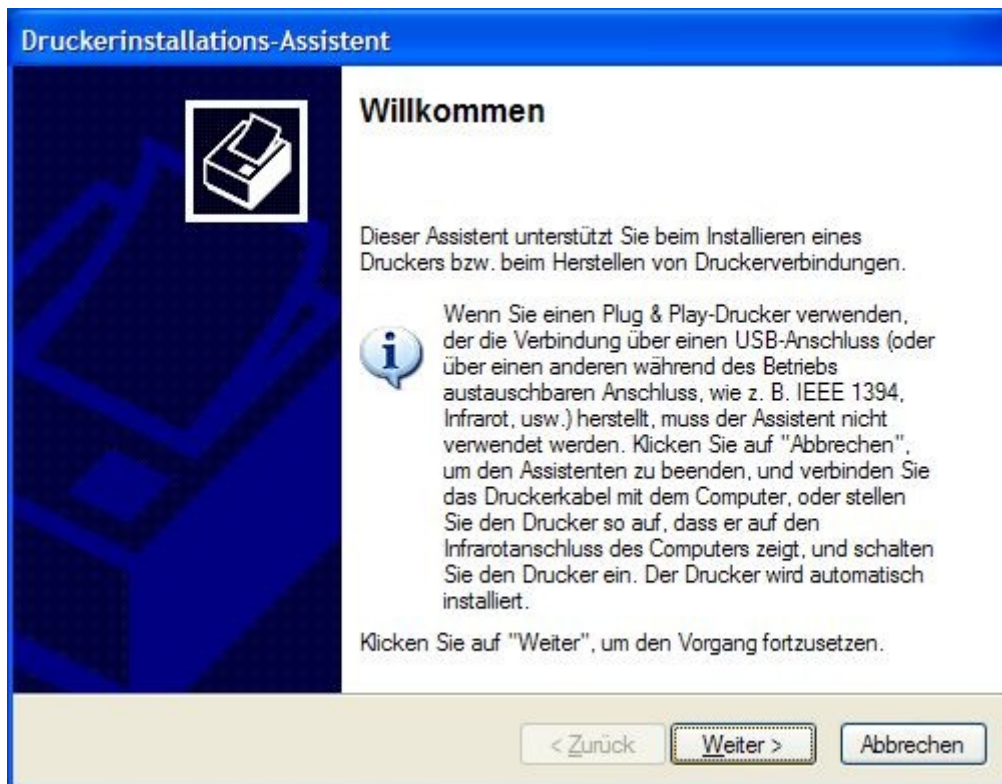 Druckerinstallations-Assistent
Willkommen
Dieser Assistent unterstützt Sie beim Installieren eines
Druckers bzw. beim Herstellen von Druckerverbindungen.
Wenn Sie einen Plug & Play-Drucker verwenden,
der die Verbindung über einen USB-Anschluss (oder
über einen anderen während des Betriebs
austauschbaren Anschluss, wie z. B. IEEE 1394,
Infrarot, usw.) herstellt, muss der Assistent nicht
verwendet werden. Klicken Sie auf "Abbrechen",
um den Assistenten zu beenden, und verbinden Sie
das Druckerkabel mit dem Computer, oder stellen
Sie den Drucker so auf, dass er auf den
Infrarotanschluss des Computers zeigt, und schalten
Sie den Drucker ein. Der Drucker wird automatisch
installiert.
Klicken Sie auf "Weiter", um den Vorgang fortzusetzen.
< Zurück Weiter > Abbrechen